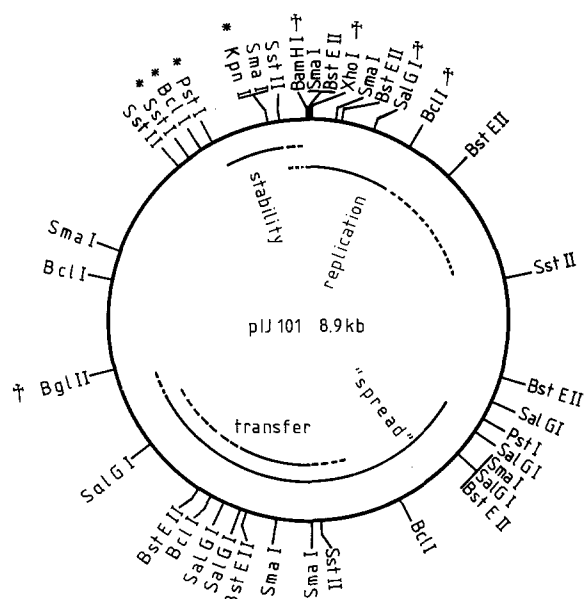 * Kpn I
Sma I
Sst II
BamH I †
Sma I
Bst E II
Xho I †
Sma I
Bst E II
Sal G I †
Bcl I †
Bst E II
Sst II
Bst E II
Sal G I
Pst I
Sal G I
Sma I
Sal G I
Bst E II
Bcl I
Sst II
Sma I
Sma I
Bst E II
Sal G I
Sal G I
Bcl I
Bst E II
Sal G I
† Bgl II
Bcl I
Sma I
* Sst II
* Sst I
* Bcl I
* Pst I
stability
replication
pIJ 101 8.9 kb
"spread"
transfer